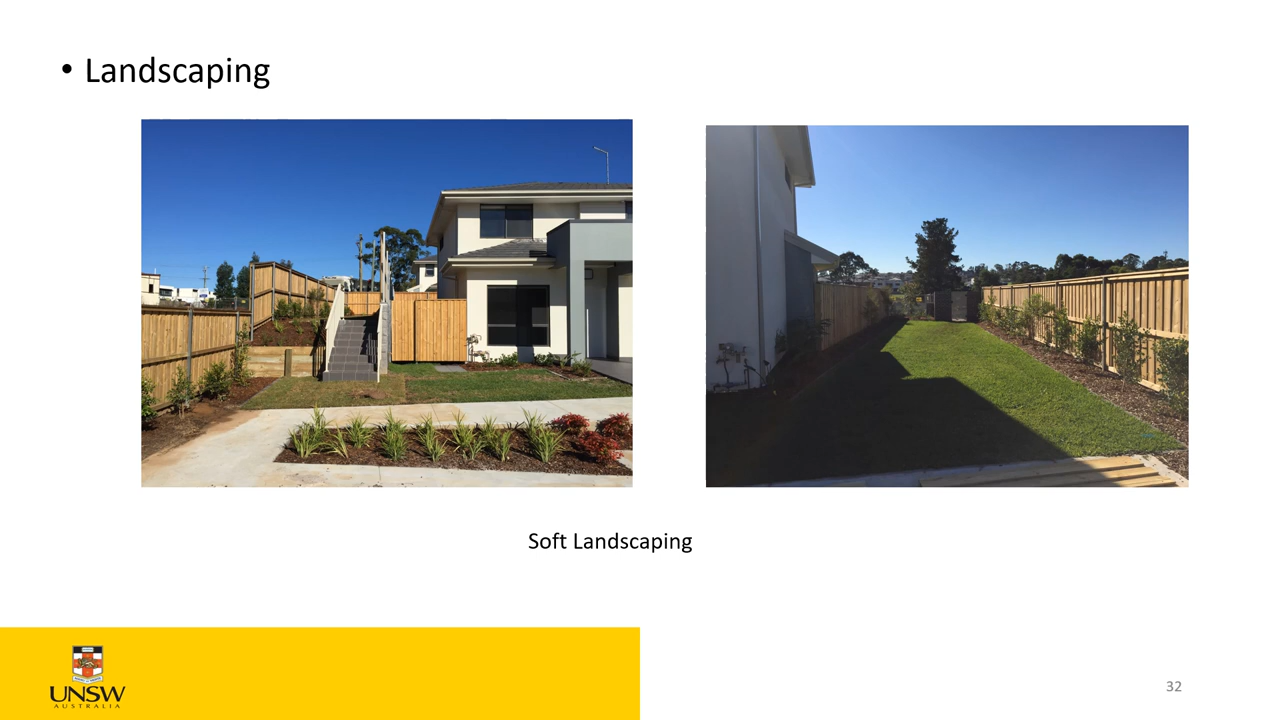 • Landscaping
Soft Landscaping
UNSW
AUSTRALIA
32